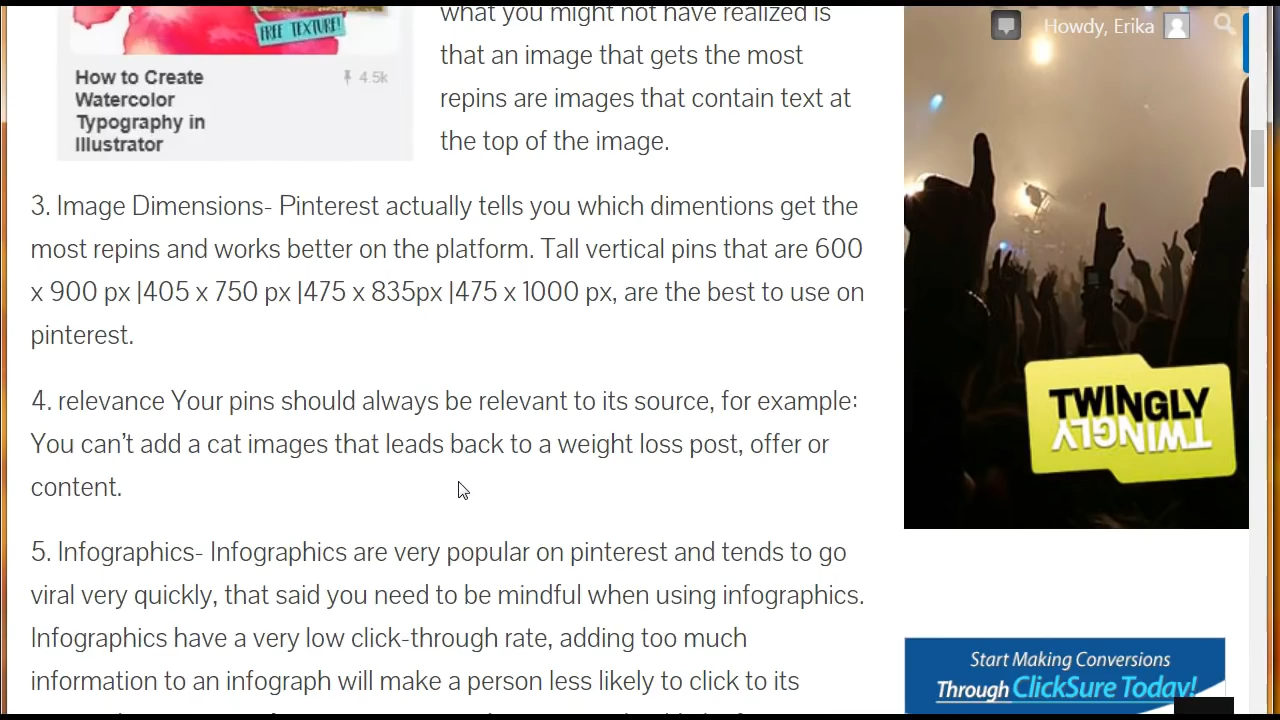 FREE TEXTURE!
How to Create
Watercolor
Typography in
Illustrator
4.5k
what you might not have realized is
that an image that gets the most
repins are images that contain text at
the top of the image.
3. Image Dimensions- Pinterest actually tells you which dimentions get the
most repins and works better on the platform. Tall vertical pins that are 600
x 900 px |405 x 750 px |475 x 835px |475 x 1000 px, are the best to use on
pinterest.
4. relevance Your pins should always be relevant to its source, for example:
You can't add a cat images that leads back to a weight loss post, offer or
content.
5. Infographics- Infographics are very popular on pinterest and tends to go
viral very quickly, that said you need to be mindful when using infographics.
Infographics have a very low click-through rate, adding too much
information to an infograph will make a person less likely to click to its
Howdy, Erika
TWINGLY
TWINGLY
Start Making Conversions
Through ClickSure Today!